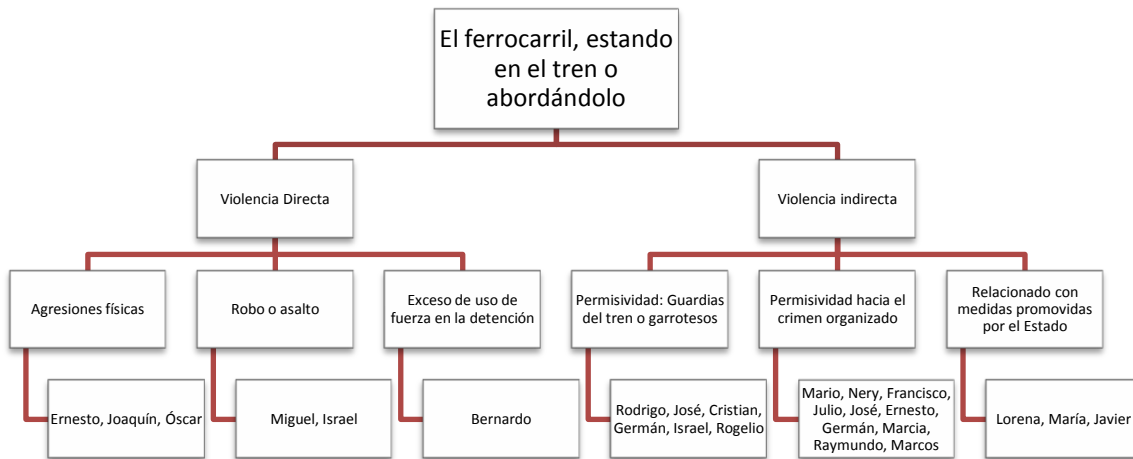 El ferrocarril, estando
en el tren o
abordándolo
Violencia Directa
Violencia indirecta
Agresiones físicas
Robo o asalto
Exceso de uso de
fuerza en la detención
Permisividad: Guardias
del tren o garrotesos
Permisividad hacia el
crimen organizado
Relacionado con
medidas promovidas
por el Estado
Ernesto, Joaquín, Óscar
Miguel, Israel
Bernardo
Rodrigo, José, Cristian,
Germán, Israel, Rogelio
Mario, Nery, Francisco,
Julio, José, Ernesto,
Germán, Marcia,
Raymundo, Marcos
Lorena, María, Javier